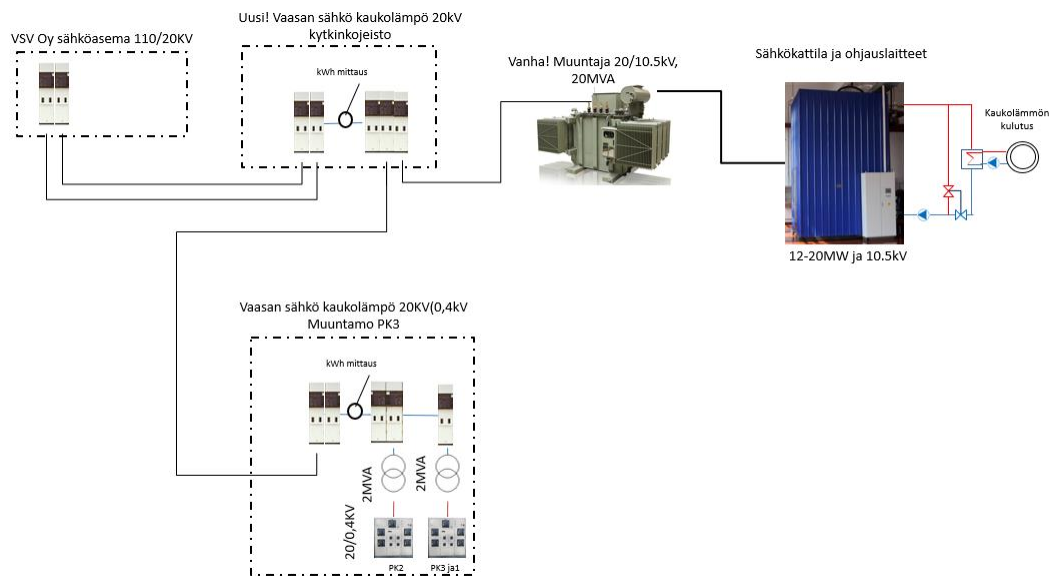 VSV Oy sähköasema 110/20KV
Uusi! Vaasan sähkö kaukolämpö 20kV
kytkinkojeisto
kWh mittaus
Vanha! Muuntaja 20/10.5kV,
20MVA
Sähkökattila ja ohjauslaitteet
Kaukolämmön
kulutus
12-20MW ja 10.5kV
Vaasan sähkö kaukolämpö 20KV(0,4kV
Muuntamo PK3
kWh mittaus
2MVA
2MVA
20/0,4KV
PK2
PK3 ja1